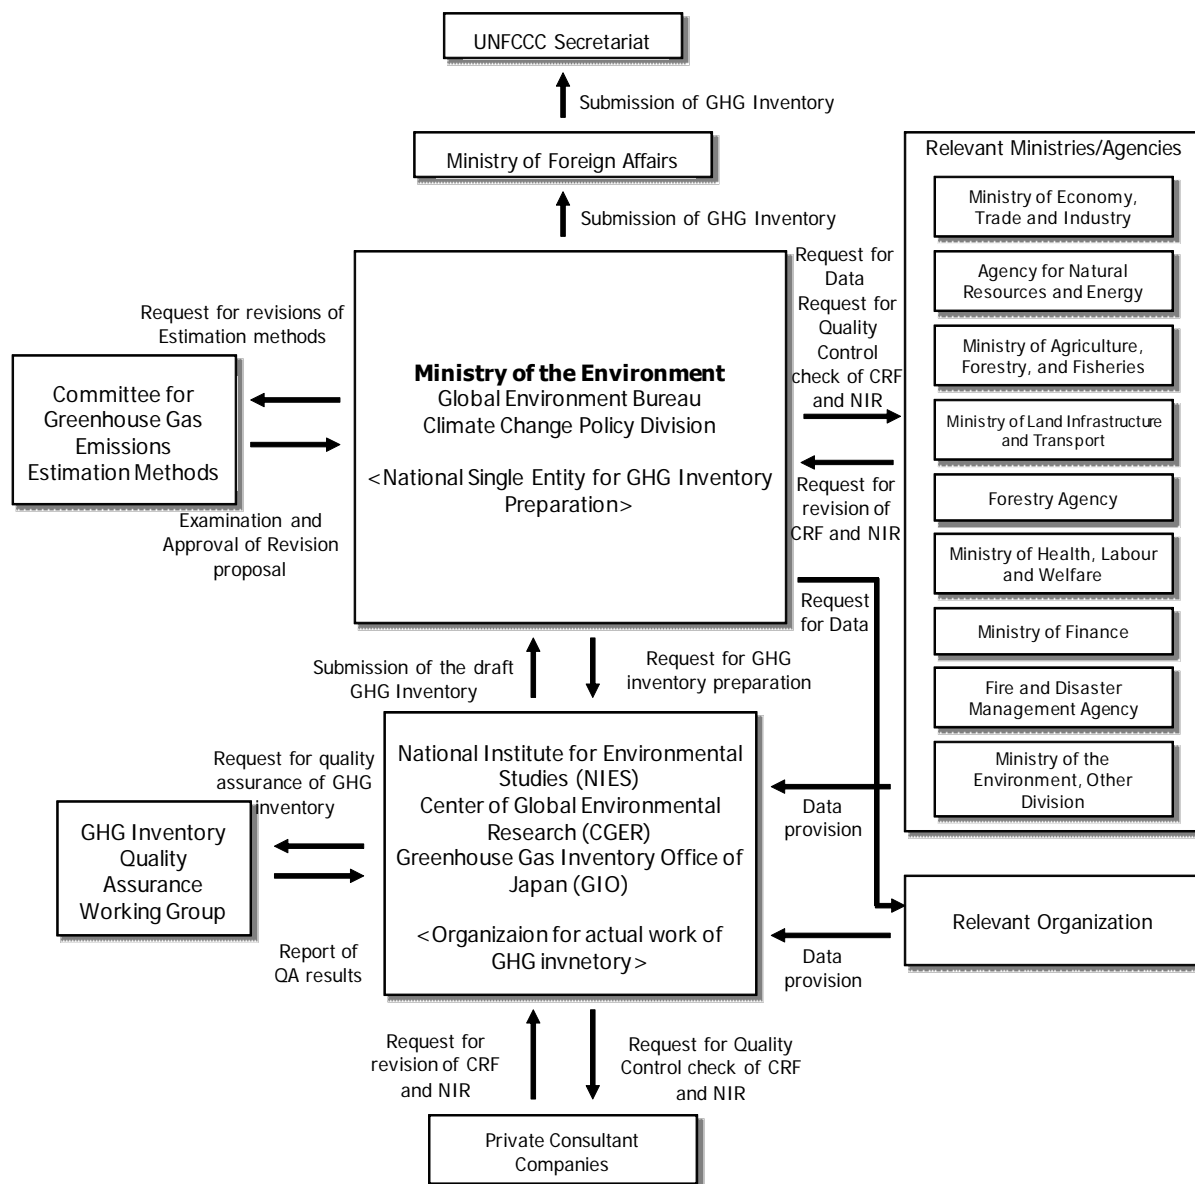 UNFCCC Secretariat
Submission of GHG Inventory
Ministry of Foreign Affairs
Submission of GHG Inventory
Relevant Ministries/Agencies
Ministry of Economy,
Trade and Industry
Agency for Natural
Resources and Energy
Ministry of Agriculture,
Forestry, and Fisheries
Ministry of Land Infrastructure
and Transport
Forestry Agency
Ministry of Health, Labour
and Welfare
Ministry of Finance
Fire and Disaster
Management Agency
Ministry of the
Environment, Other
Division
Request for
Data
Request for
Quality
Control
check of CRF
and NIR
Request for
revision of
CRF and NIR
Request for revisions of
Estimation methods
Committee for
Greenhouse Gas
Emissions
Estimation Methods
Examination and
Approval of Revision
proposal
Ministry of the Environment
Global Environment Bureau
Climate Change Policy Division
<National Single Entity for GHG Inventory
Preparation>
Request
for Data
Submission of the draft
GHG Inventory
Request for GHG
inventory preparation
Request for quality
assurance of GHG
inventory
GHG Inventory
Quality
Assurance
Working Group
Report of
QA results
National Institute for Environmental
Studies (NIES)
Center of Global Environmental
Research (CGER)
Greenhouse Gas Inventory Office of
Japan (GIO)
<Organizaion for actual work of
GHG invnetory>
Data
provision
Relevant Organization
Data
provision
Request for
revision of CRF
and NIR
Request for Quality
Control check of CRF
and NIR
Private Consultant
Companies